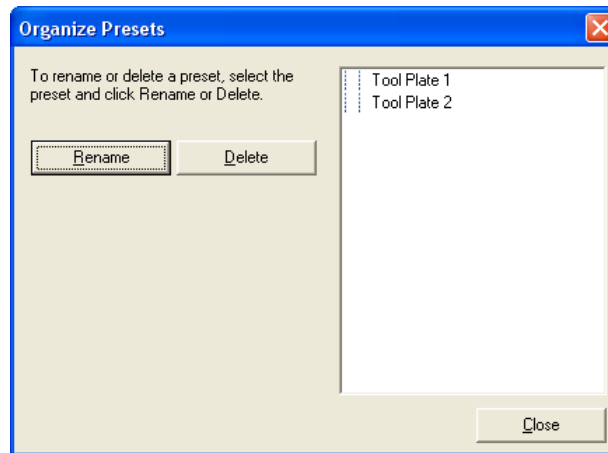 Organize Presets
To rename or delete a preset, select the
preset and click Rename or Delete.
Rename
Delete
Tool Plate 1
Tool Plate 2
Close